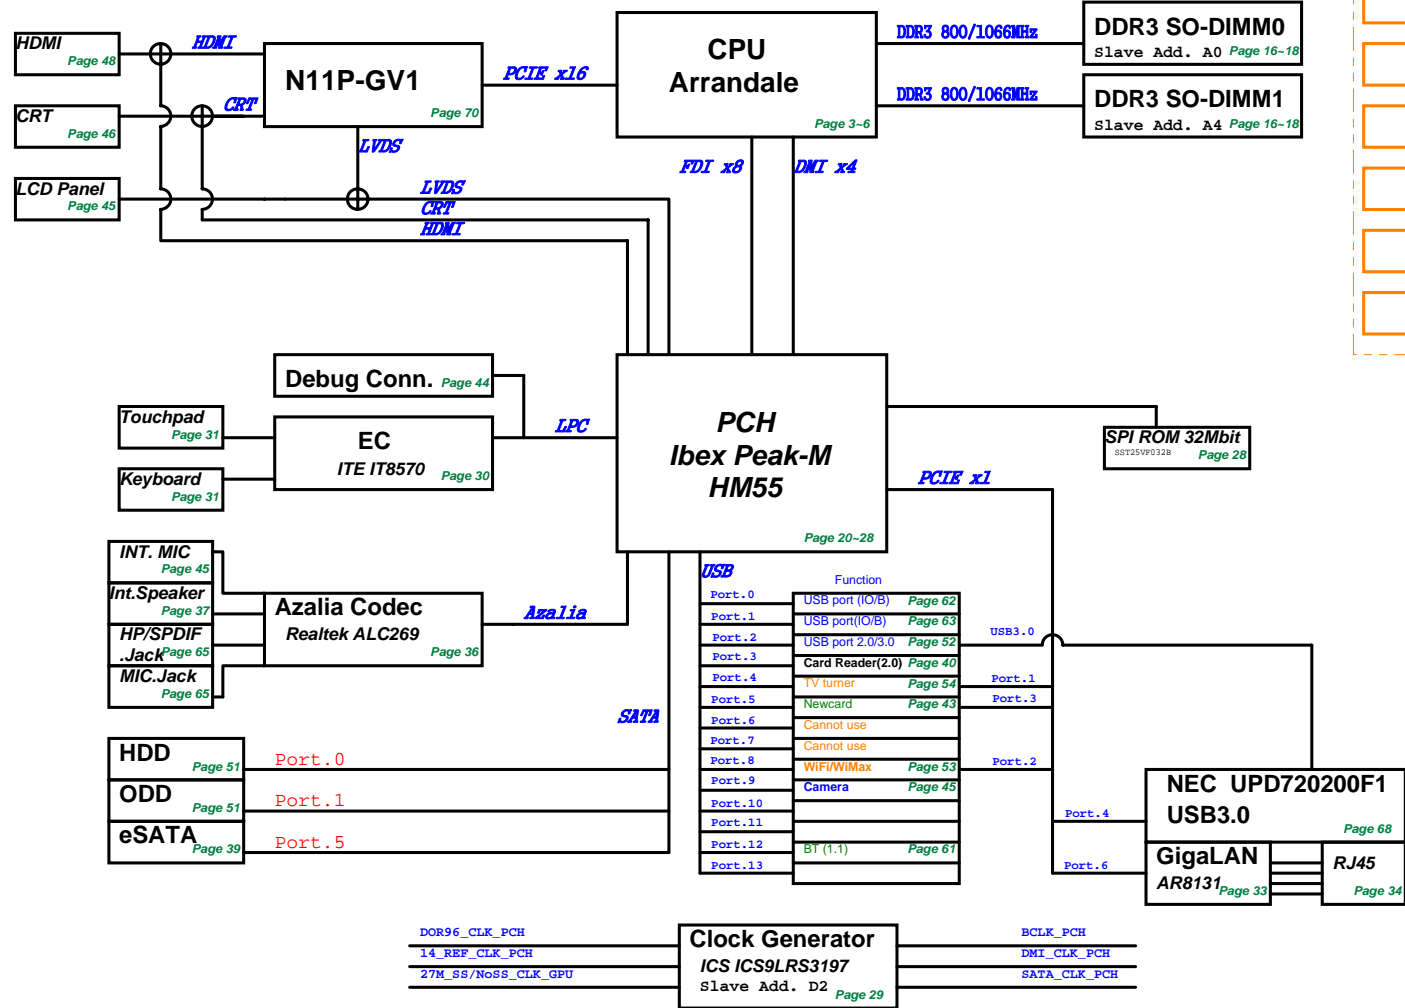 HDMI
Page 48
HDMI
CRT
Page 46
CRT
LCD Panel
Page 45
N11P-GV1
Page 70
LVDS
PCIE x16
CPU
Arrandale
Page 3~6
DDR3 800/1066MHz
DDR3 SO-DIMM0
Slave Add. A0 Page 16~18
DDR3 800/1066MHz
DDR3 SO-DIMM1
Slave Add. A4 Page 16~18
FDI x8
DMI x4
LVDS
CRT
HDMI
Debug Conn. Page 44
Touchpad
Page 31
Keyboard
Page 31
EC
ITE IT8570
Page 30
LPC
PCH
Ibex Peak-M
HM55
Page 20~28
SPI ROM 32Mbit
SST25VF032B Page 28
PCIE x1
INT. MIC
Page 45
Int.Speaker
Page 37
HP/SPDIF
.Jack Page 65
MIC.Jack
Page 65
Azalia Codec
Realtek ALC269
Page 36
Azalia
SATA
HDD
Page 51
Port.0
ODD
Page 51
Port.1
eSATA
Page 39
Port.5
USB
Function
Port.0 USB port (IO/B) Page 62
Port.1 USB port(IO/B) Page 63
Port.2 USB port 2.0/3.0 Page 52
Port.3 Card Reader(2.0) Page 40
Port.4 TV turner Page 54
Port.5 Newcard Page 43
Port.6 Cannot use
Port.7 Cannot use
Port.8 WiFi/WiMax Page 53
Port.9 Camera Page 45
Port.10
Port.11
Port.12 BT (1.1) Page 61
Port.13
USB3.0
Port.1
Port.3
Port.2
Port.4
Port.6
NEC UPD720200F1
USB3.0
Page 68
GigaLAN
AR8131 Page 33
RJ45
Page 34
DOR96_CLK_PCH
14_REF_CLK_PCH
27M_SS/NoSS_CLK_GPU
Clock Generator
ICS ICS9LRS3197
Slave Add. D2
Page 29
BCLK_PCH
DMI_CLK_PCH
SATA_CLK_PCH